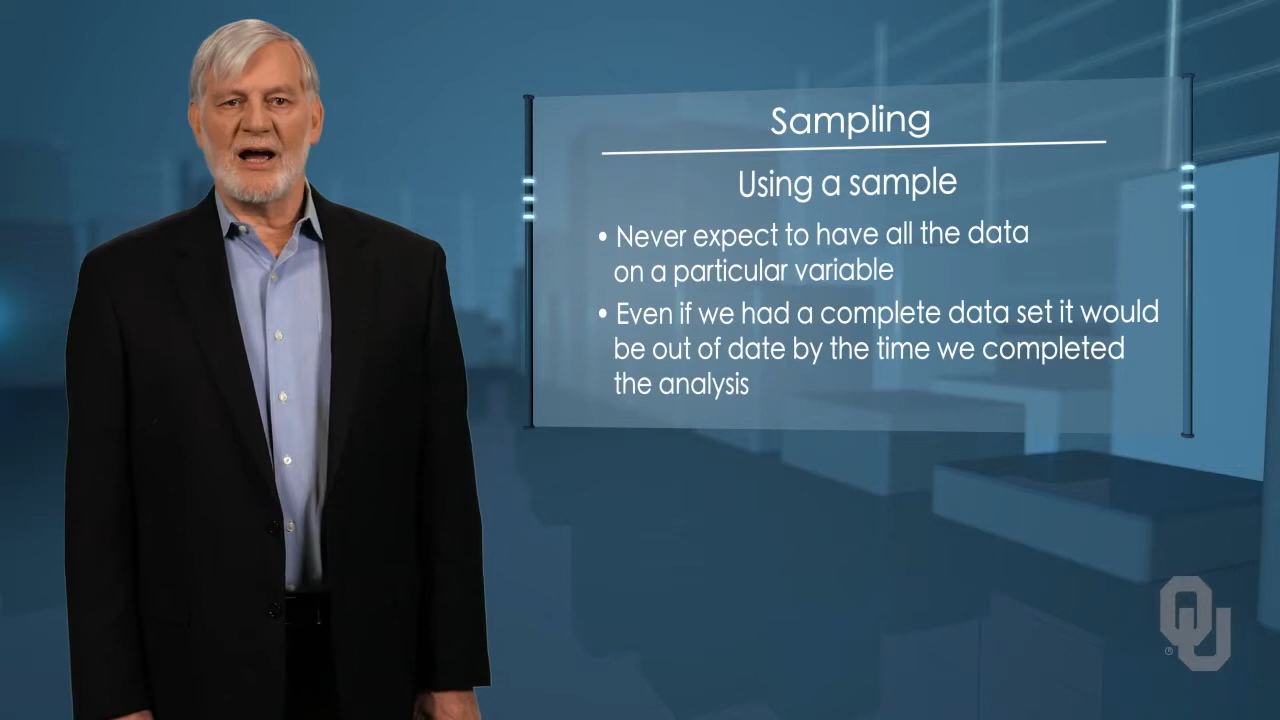 Sampling
Using a sample
• Never expect to have all the data
on a particular variable
• Even if we had a complete data set it would
be out of date by the time we completed
the analysis
OU
®